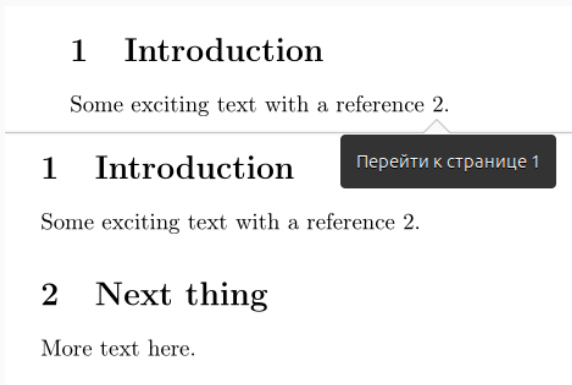 1 Introduction
Some exciting text with a reference 2.
Перейти к странице 1
1 Introduction
Some exciting text with a reference 2.
2 Next thing
More text here.